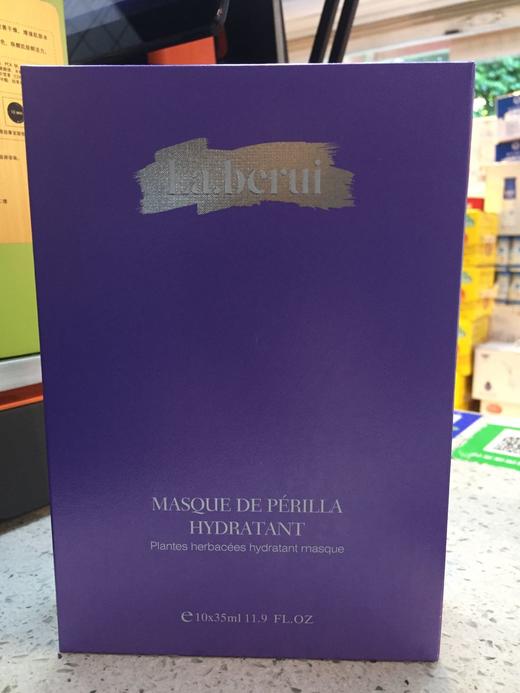 La.berui
MASQUE DE PÉRILLA
HYDRATANT
Plantes herbacées hydratant masque
℮10x35ml 11.9 FL.OZ